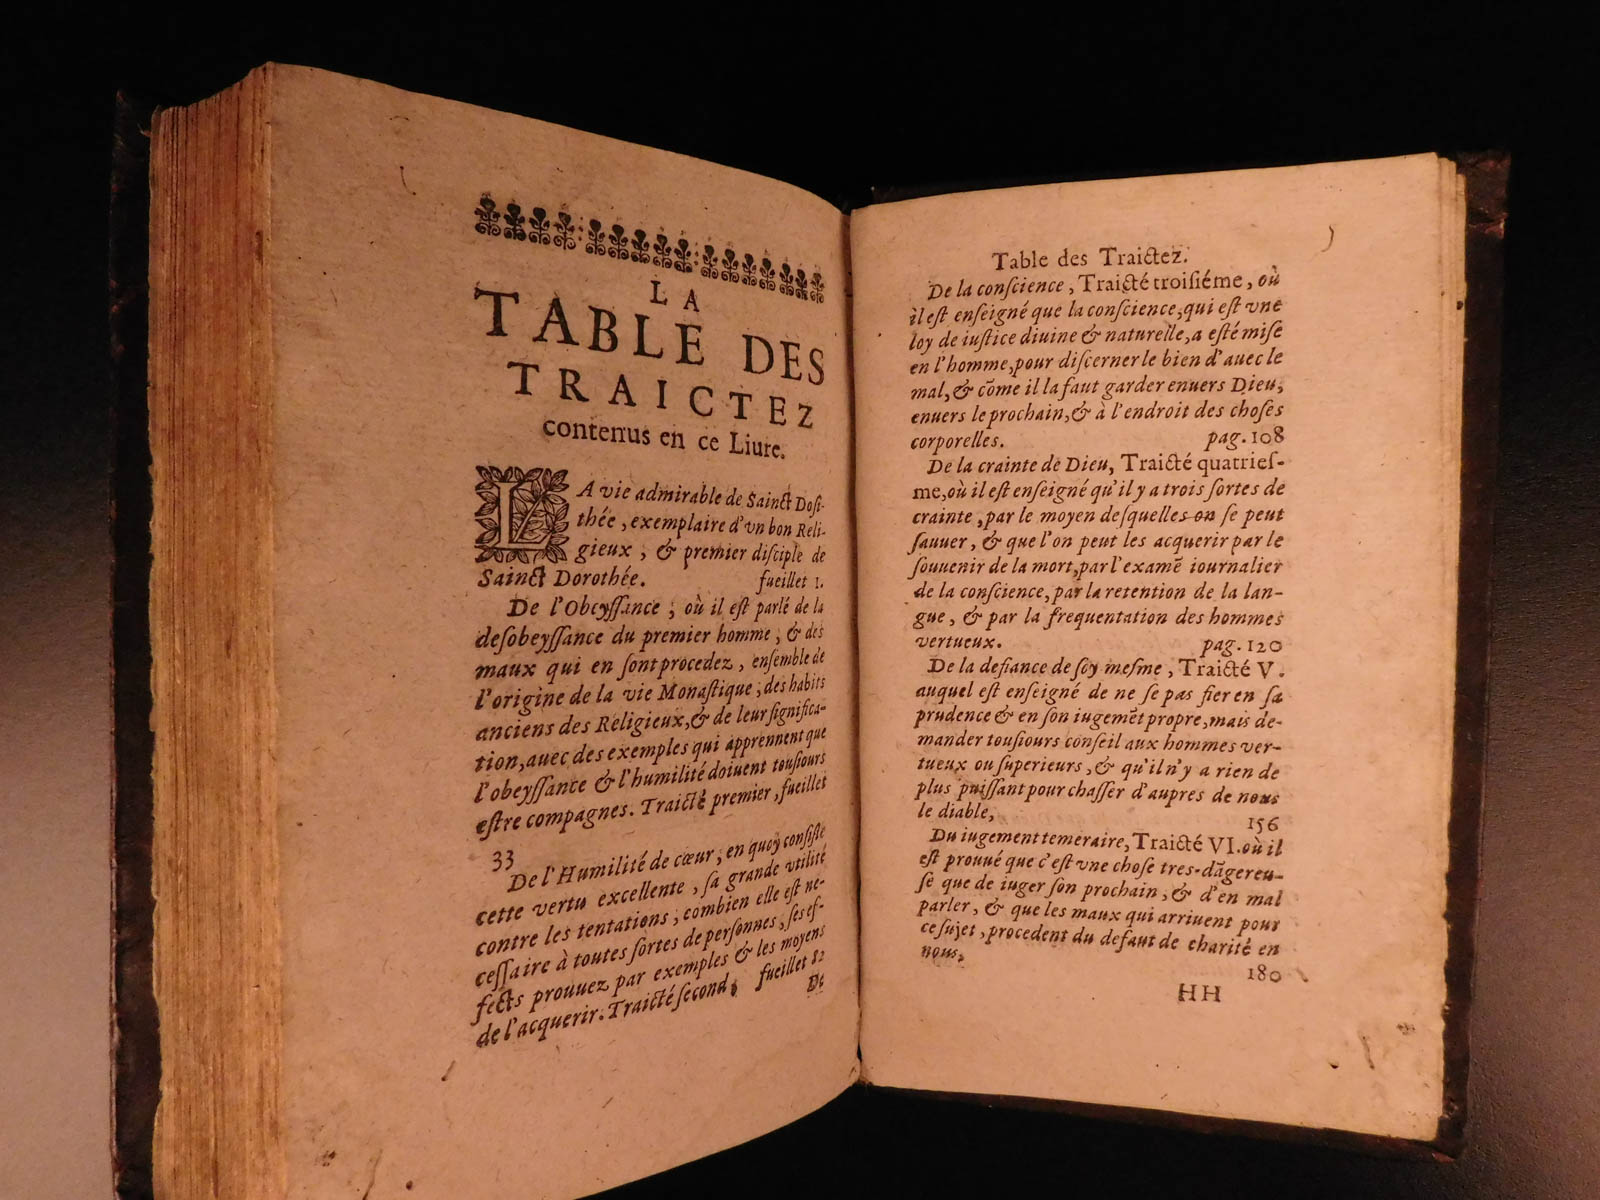 LA
TABLE DES
TRAICTEZ
contenus en ce Liure.
LA vie admirable de Sainct Dosi-
thée, exemplaire d'vn bon Reli-
gieux, & premier disciple de
Sainct Dorothée. fueillet 1.
De l'Obeyſſance, où il eſt parlé de la
desobeyſſance du premier homme, & des
maux qui en ſont procedez, enſemble de
l'origine de la vie Monaſtique, des habits
anciens des Religieux, & de leur ſignifica-
tion, auec des exemples qui apprennent que
l'obeyſſance & l'humilité doiuent touſiours
eſtre compagnes. Traicté premier, fueillet
33
De l'Humilité de cœur, en quoy conſiſte
cette vertu excellente, ſa grande vtilité
contre les tentations, combien elle eſt ne-
ceſſaire à toutes ſortes de perſonnes, ſes ef-
fects prouuez par exemples & les moyens
de l'acquerir. Traicté ſecond, fueillet 82
De
Table des Traictez.
De la conſcience, Traicté troiſiéme, où
il eſt enſeigné que la conſcience, qui eſt vne
loy de iuſtice diuine & naturelle, a eſté miſe
en l'homme, pour diſcerner le bien d'auec le
mal, & cõme il la faut garder enuers Dieu,
enuers le prochain, & à l'endroit des choſes
corporelles. pag. 108
De la crainte de Dieu, Traicté quatrieſ-
me, où il eſt enſeigné qu'il y a trois ſortes de
crainte, par le moyen deſquelles on ſe peut
ſauuer, & que l'on peut les acquerir par le
ſouuenir de la mort, par l'examẽ iournalier
de la conſcience, par la retention de la lan-
gue, & par la frequentation des hommes
vertueux. pag. 120
De la defiance de ſoy meſme, Traicté V.
auquel eſt enſeigné de ne ſe pas fier en ſa
prudence & en ſon iugemẽt propre, mais de-
mander touſiours conſeil aux hommes ver-
tueux ou ſuperieurs, & qu'il n'y a rien de
plus puiſſant pour chaſſer d'aupres de nous
le diable, 156
Du iugement temeraire, Traicté VI. où il
eſt prouué que c'eſt vne choſe tres-dãgereu-
ſe que de iuger ſon prochain, & d'en mal
parler, & que les maux qui arriuent pour
ce ſujet, procedent du defaut de charité en
nous, 180
HH